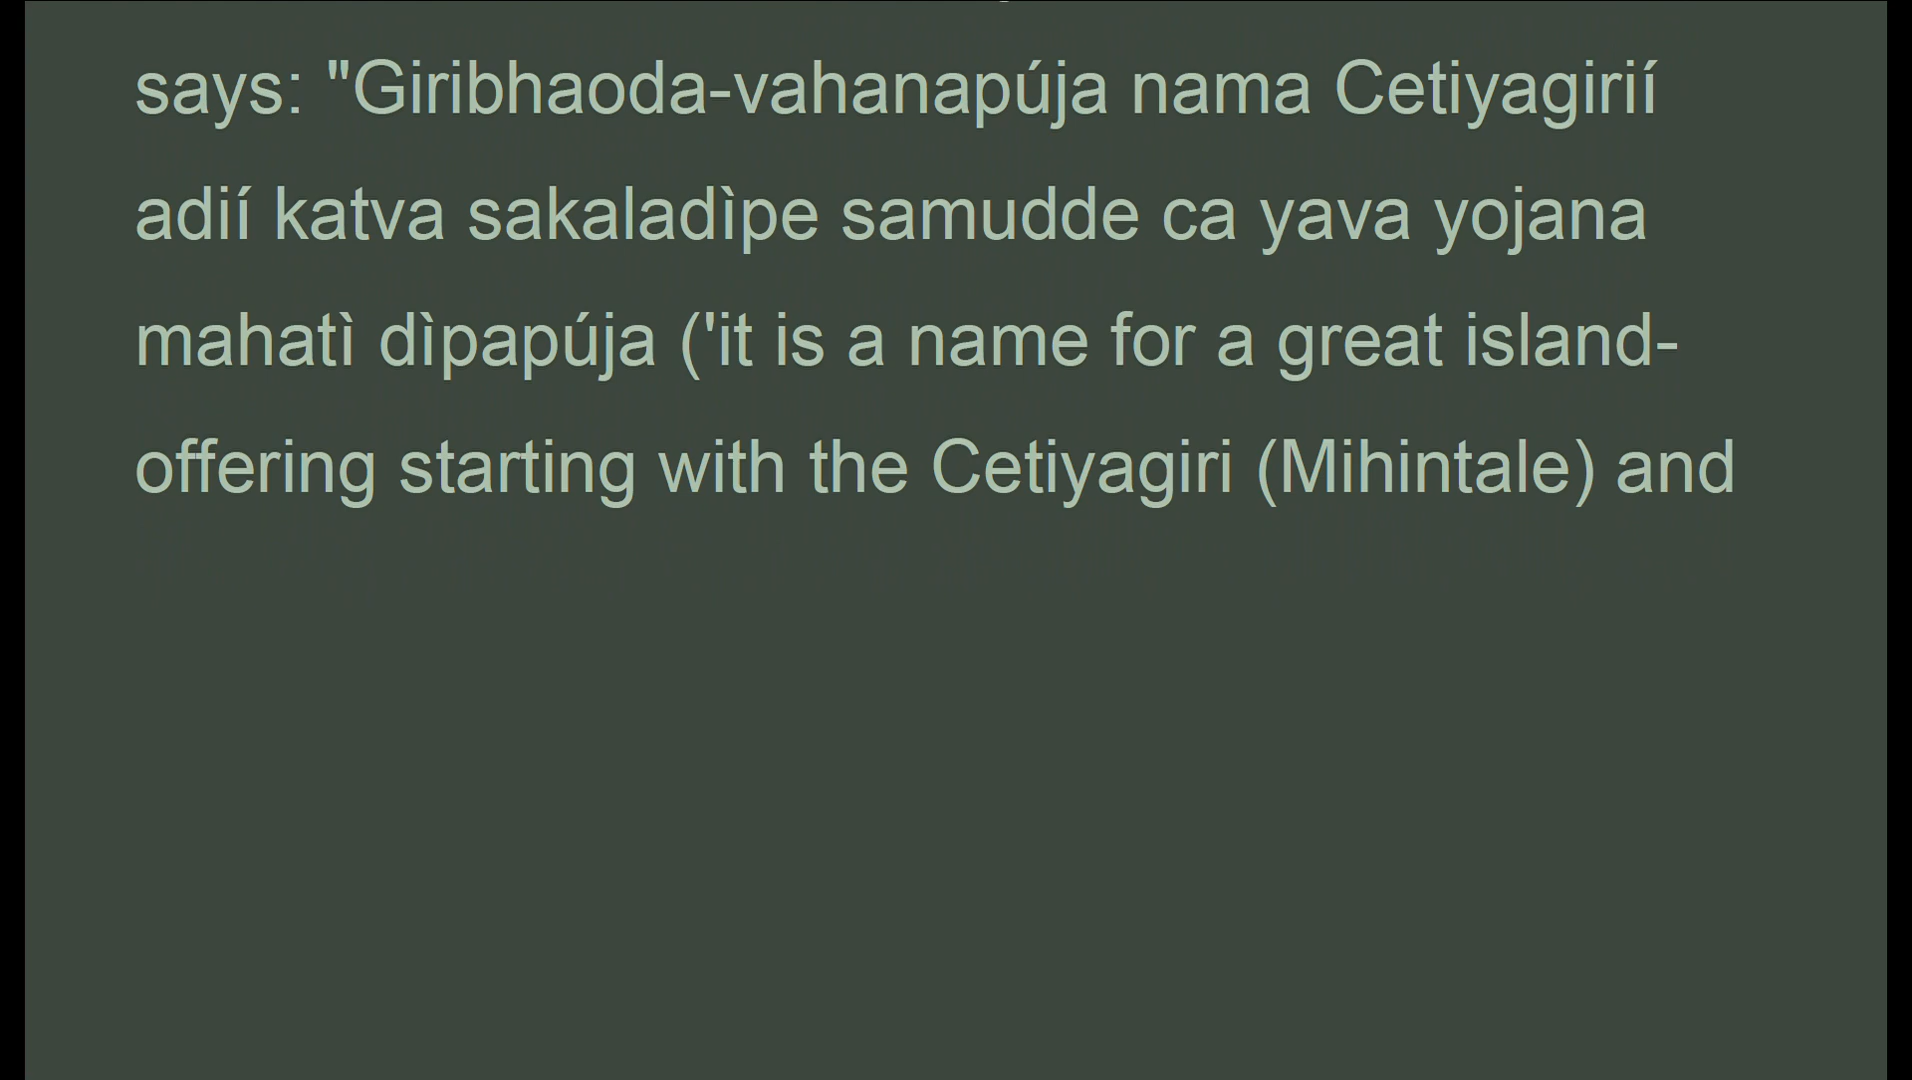 says: "Giribhaoda-vahanapúja nama Cetiyagirií
adií katva sakaladìpe samudde ca yava yojana
mahatì dìpapúja ('it is a name for a great island-
offering starting with the Cetiyagiri (Mihintale) and